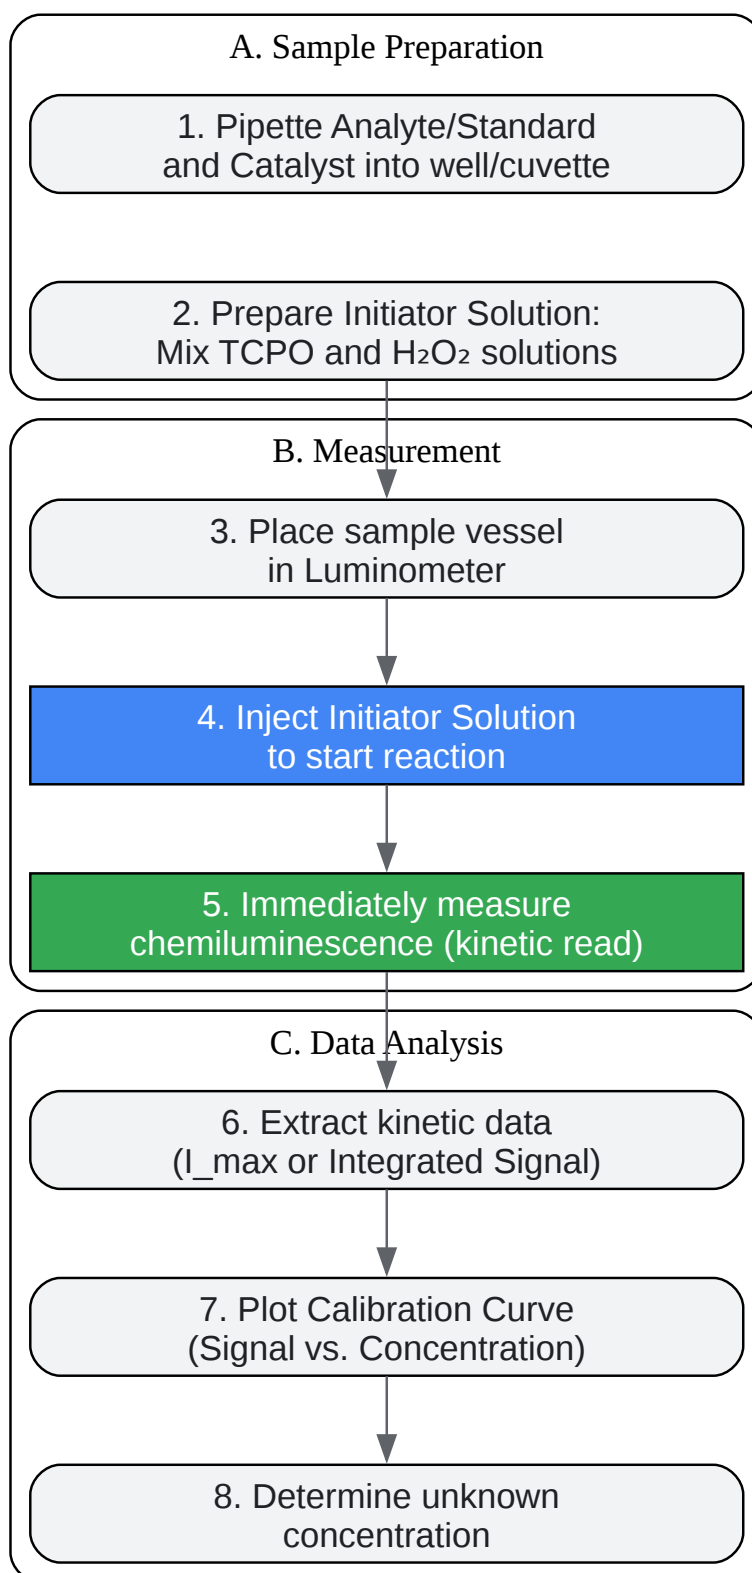 A. Sample Preparation
1. Pipette Analyte/Standard
and Catalyst into well/cuvette
2. Prepare Initiator Solution:
Mix TCPO and H₂O₂ solutions
B. Measurement
3. Place sample vessel
in Luminometer
4. Inject Initiator Solution
to start reaction
5. Immediately measure
chemiluminescence (kinetic read)
C. Data Analysis
6. Extract kinetic data
(I_max or Integrated Signal)
7. Plot Calibration Curve
(Signal vs. Concentration)
8. Determine unknown
concentration